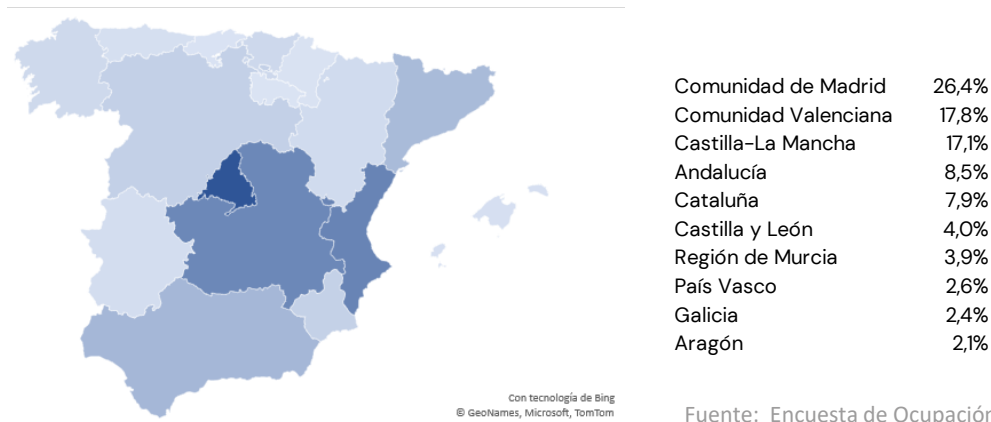 Comunidad de Madrid 26,4%
Comunidad Valenciana 17,8%
Castilla-La Mancha 17,1%
Andalucía 8,5%
Cataluña 7,9%
Castilla y León 4,0%
Región de Murcia 3,9%
País Vasco 2,6%
Galicia 2,4%
Aragón 2,1%
Con tecnología de Bing
© GeoNames, Microsoft, TomTom
Fuente: Encuesta de Ocupación